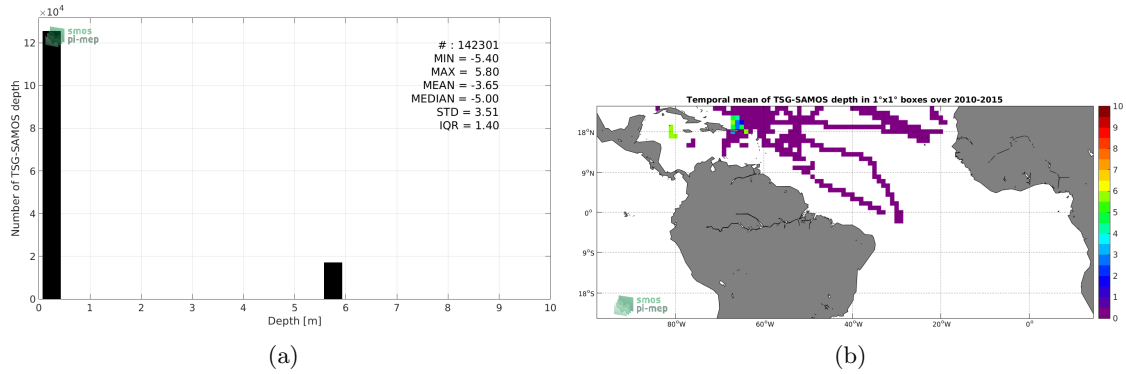 ×10⁴
smos
pi-mep
# : 142301
MIN = -5.40
MAX = 5.80
MEAN = -3.65
MEDIAN = -5.00
STD = 3.51
IQR = 1.40
12
10
8
6
4
2
0
Number of TSG-SAMOS depth
0 1 2 3 4 5 6 7 8 9 10
Depth [m]
(a)
Temporal mean of TSG-SAMOS depth in 1°x1° boxes over 2010-2015
18°N
9°N
0°
9°S
18°S
80°W 60°W 40°W 20°W 0°
smos
pi-mep
10
9
8
7
6
5
4
3
2
1
0
(b)